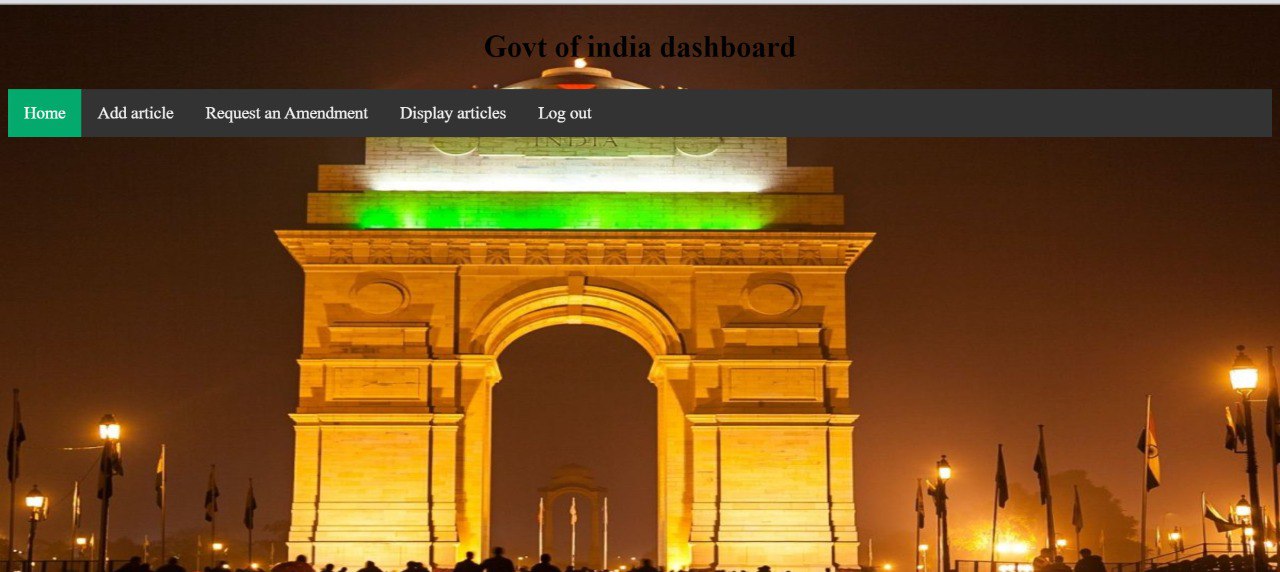 Govt of india dashboard
Home Add article Request an Amendment Display articles Log out
INDIA